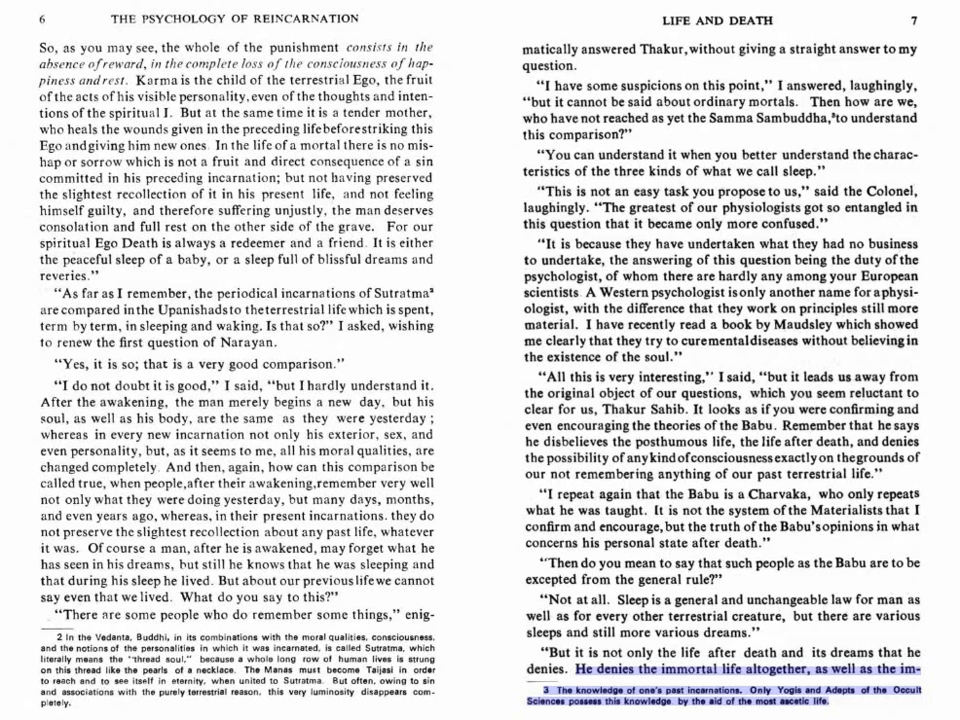 6 THE PSYCHOLOGY OF REINCARNATION
So, as you may see, the whole of the punishment consists in the
absence of reward, in the complete loss of the consciousness of hap-
piness and rest. Karma is the child of the terrestrial Ego, the fruit
of the acts of his visible personality, even of the thoughts and inten-
tions of the spiritual I. But at the same time it is a tender mother,
who heals the wounds given in the preceding life before striking this
Ego and giving him new ones. In the life of a mortal there is no mis-
hap or sorrow which is not a fruit and direct consequence of a sin
committed in his preceding incarnation; but not having preserved
the slightest recollection of it in his present life, and not feeling
himself guilty, and therefore suffering unjustly, the man deserves
consolation and full rest on the other side of the grave. For our
spiritual Ego Death is always a redeemer and a friend. It is either
the peaceful sleep of a baby, or a sleep full of blissful dreams and
reveries."
"As far as I remember, the periodical incarnations of Sutratma²
are compared in the Upanishads to the terrestrial life which is spent,
term by term, in sleeping and waking. Is that so?" I asked, wishing
to renew the first question of Narayan.
"Yes, it is so; that is a very good comparison."
"I do not doubt it is good," I said, "but I hardly understand it.
After the awakening, the man merely begins a new day, but his
soul, as well as his body, are the same as they were yesterday ;
whereas in every new incarnation not only his exterior, sex, and
even personality, but, as it seems to me, all his moral qualities, are
changed completely. And then, again, how can this comparison be
called true, when people, after their awakening, remember very well
not only what they were doing yesterday, but many days, months,
and even years ago, whereas, in their present incarnations. they do
not preserve the slightest recollection about any past life, whatever
it was. Of course a man, after he is awakened, may forget what he
has seen in his dreams, but still he knows that he was sleeping and
that during his sleep he lived. But about our previous life we cannot
say even that we lived. What do you say to this?"
"There are some people who do remember some things," enig-
2 In the Vedanta, Buddhi, in its combinations with the moral qualities, consciousness,
and the notions of the personalities in which it was incarnated, is called Sutratma, which
literally means the "thread soul," because a whole long row of human lives is strung
on this thread like the pearls of a necklace. The Manas must become Taijasi in order
to reach and to see itself in eternity, when united to Sutratma. But often, owing to sin
and associations with the purely terrestrial reason, this very luminosity disappears com-
pletely.
LIFE AND DEATH 7
matically answered Thakur, without giving a straight answer to my
question.
"I have some suspicions on this point," I answered, laughingly,
"but it cannot be said about ordinary mortals. Then how are we,
who have not reached as yet the Samma Sambuddha,³to understand
this comparison?"
"You can understand it when you better understand the charac-
teristics of the three kinds of what we call sleep."
"This is not an easy task you propose to us," said the Colonel,
laughingly. "The greatest of our physiologists got so entangled in
this question that it became only more confused."
"It is because they have undertaken what they had no business
to undertake, the answering of this question being the duty of the
psychologist, of whom there are hardly any among your European
scientists. A Western psychologist is only another name for a physi-
ologist, with the difference that they work on principles still more
material. I have recently read a book by Maudsley which showed
me clearly that they try to cure mental diseases without believing in
the existence of the soul."
"All this is very interesting," I said, "but it leads us away from
the original object of our questions, which you seem reluctant to
clear for us, Thakur Sahib. It looks as if you were confirming and
even encouraging the theories of the Babu. Remember that he says
he disbelieves the posthumous life, the life after death, and denies
the possibility of any kind of consciousness exactly on the grounds of
our not remembering anything of our past terrestrial life."
"I repeat again that the Babu is a Charvaka, who only repeats
what he was taught. It is not the system of the Materialists that I
confirm and encourage, but the truth of the Babu's opinions in what
concerns his personal state after death."
"Then do you mean to say that such people as the Babu are to be
excepted from the general rule?"
"Not at all. Sleep is a general and unchangeable law for man as
well as for every other terrestrial creature, but there are various
sleeps and still more various dreams."
"But it is not only the life after death and its dreams that he
denies. He denies the immortal life altogether, as well as the im-
3 The knowledge of one's past incarnations. Only Yogis and Adepts of the Occult
Sciences possess this knowledge by the aid of the most ascetic life.